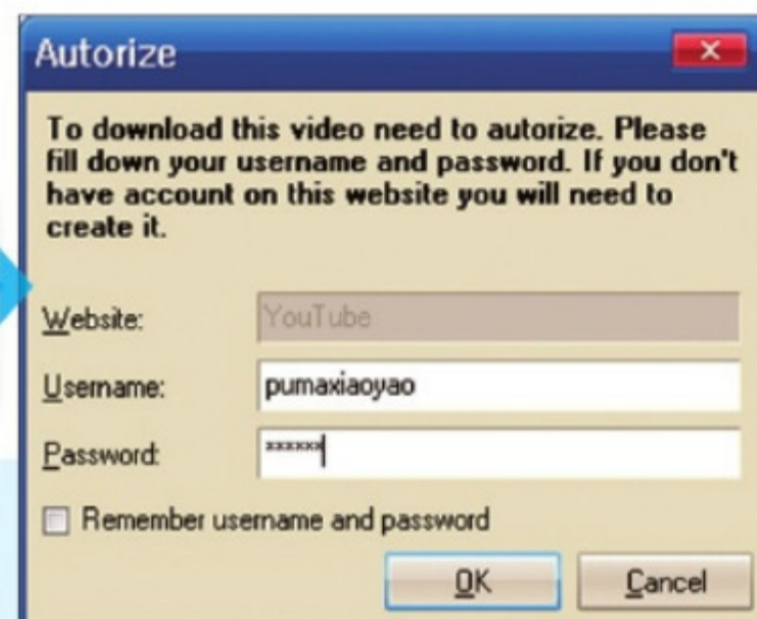 Autorize
To download this video need to autorize. Please
fill down your username and password. If you don't
have account on this website you will need to
create it.
Website: YouTube
Username: pumaxiaoyao
Password: ××××××
Remember username and password
OK Cancel